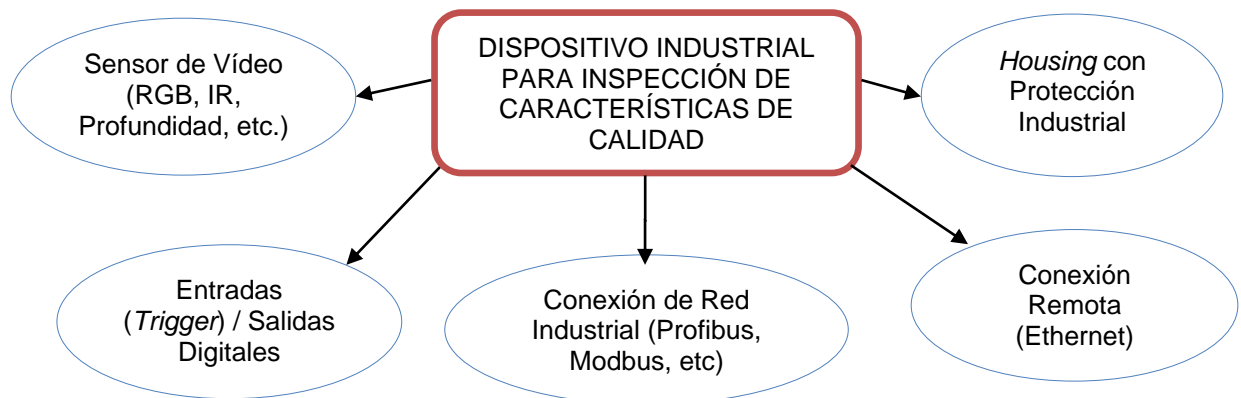 DISPOSITIVO INDUSTRIAL
PARA INSPECCIÓN DE
CARACTERÍSTICAS DE
CALIDAD
Sensor de Vídeo
(RGB, IR,
Profundidad, etc.)
Housing con
Protección
Industrial
Entradas
(Trigger) / Salidas
Digitales
Conexión de Red
Industrial (Profibus,
Modbus, etc)
Conexión
Remota
(Ethernet)